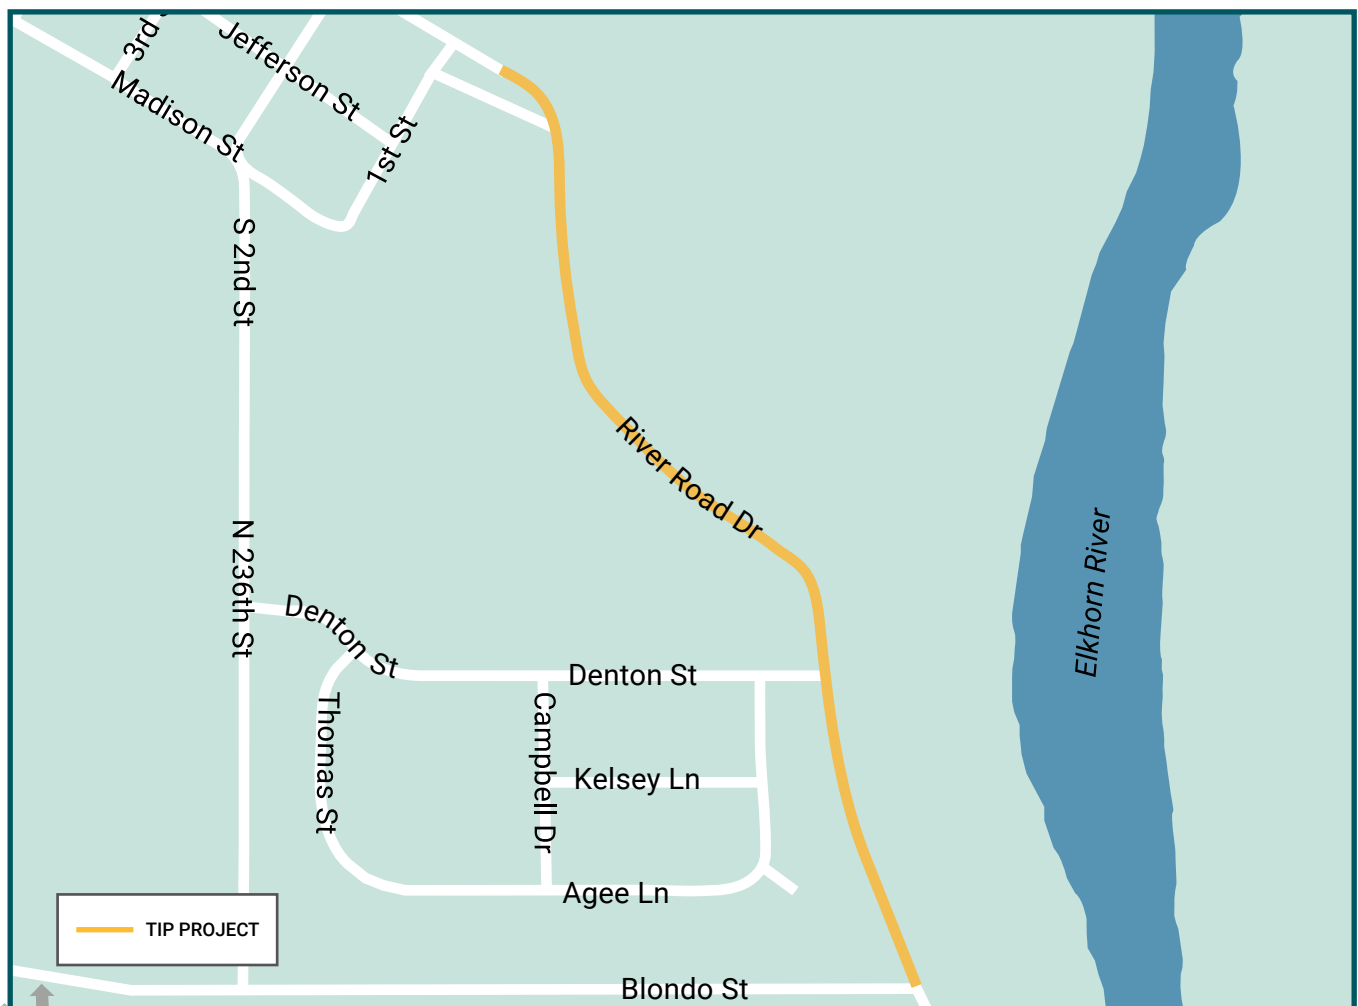 3rd
Jefferson St
Madison St
1st St
S 2nd St
River Road Dr
N 236th St
Elkhorn River
Denton St
Denton St
Thomas St
Campbell Dr
Kelsey Ln
Agee Ln
TIP PROJECT
Blondo St